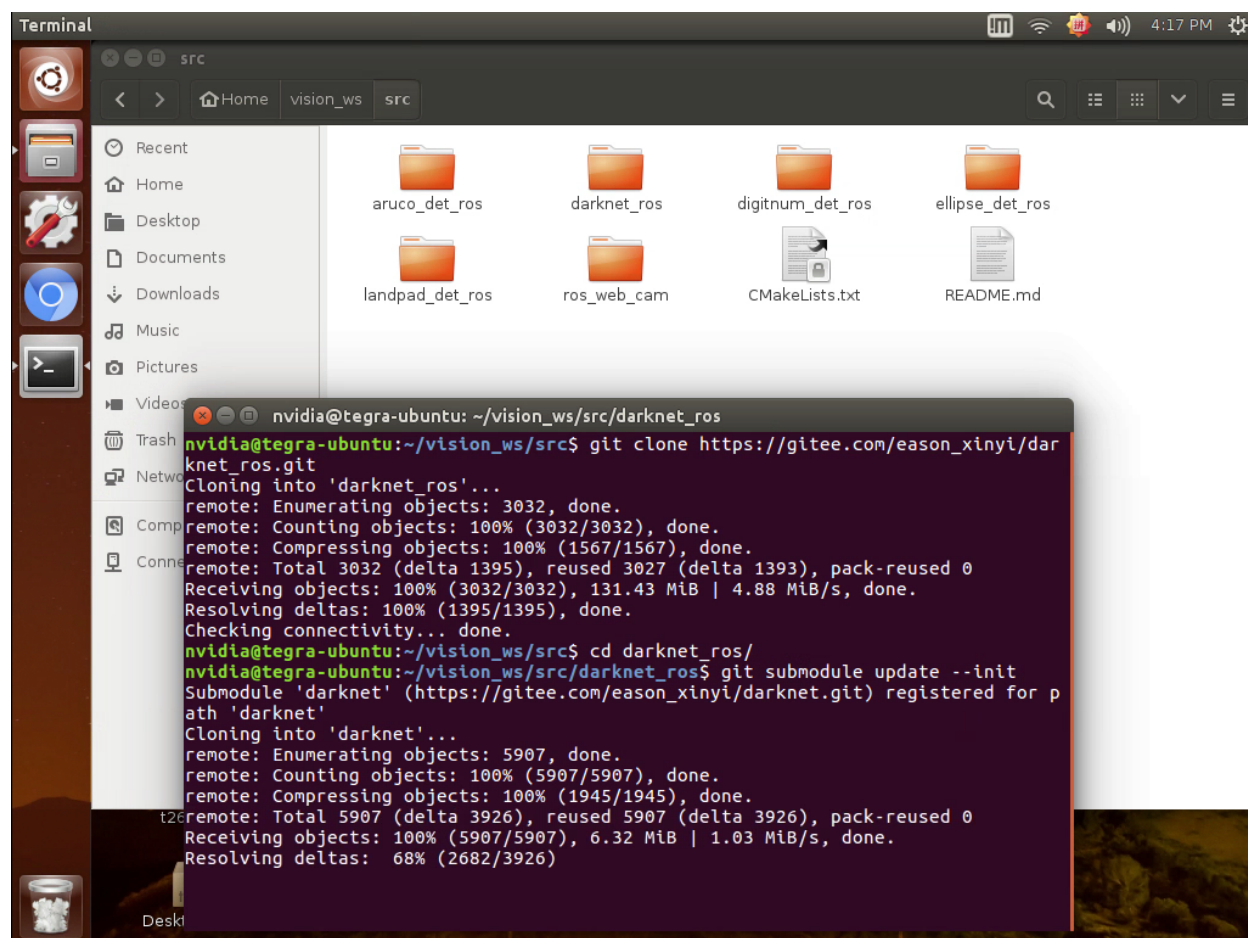 Terminal
4:17 PM
src
Home vision_ws src
Recent
Home
Desktop
Documents
Downloads
Music
Pictures
Videos
Trash
Netwo
Comp
Conne
aruco_det_ros darknet_ros digitnum_det_ros ellipse_det_ros
landpad_det_ros ros_web_cam CMakeLists.txt README.md
nvidia@tegra-ubuntu: ~/vision_ws/src/darknet_ros
nvidia@tegra-ubuntu:~/vision_ws/src$ git clone https://gitee.com/eason_xinyi/dar
knet_ros.git
Cloning into 'darknet_ros'...
remote: Enumerating objects: 3032, done.
remote: Counting objects: 100% (3032/3032), done.
remote: Compressing objects: 100% (1567/1567), done.
remote: Total 3032 (delta 1395), reused 3027 (delta 1393), pack-reused 0
Receiving objects: 100% (3032/3032), 131.43 MiB | 4.88 MiB/s, done.
Resolving deltas: 100% (1395/1395), done.
Checking connectivity... done.
nvidia@tegra-ubuntu:~/vision_ws/src$ cd darknet_ros/
nvidia@tegra-ubuntu:~/vision_ws/src/darknet_ros$ git submodule update --init
Submodule 'darknet' (https://gitee.com/eason_xinyi/darknet.git) registered for p
ath 'darknet'
Cloning into 'darknet'...
remote: Enumerating objects: 5907, done.
remote: Counting objects: 100% (5907/5907), done.
remote: Compressing objects: 100% (1945/1945), done.
remote: Total 5907 (delta 3926), reused 5907 (delta 3926), pack-reused 0
Receiving objects: 100% (5907/5907), 6.32 MiB | 1.03 MiB/s, done.
Resolving deltas:  68% (2682/3926)
t26
Deskt